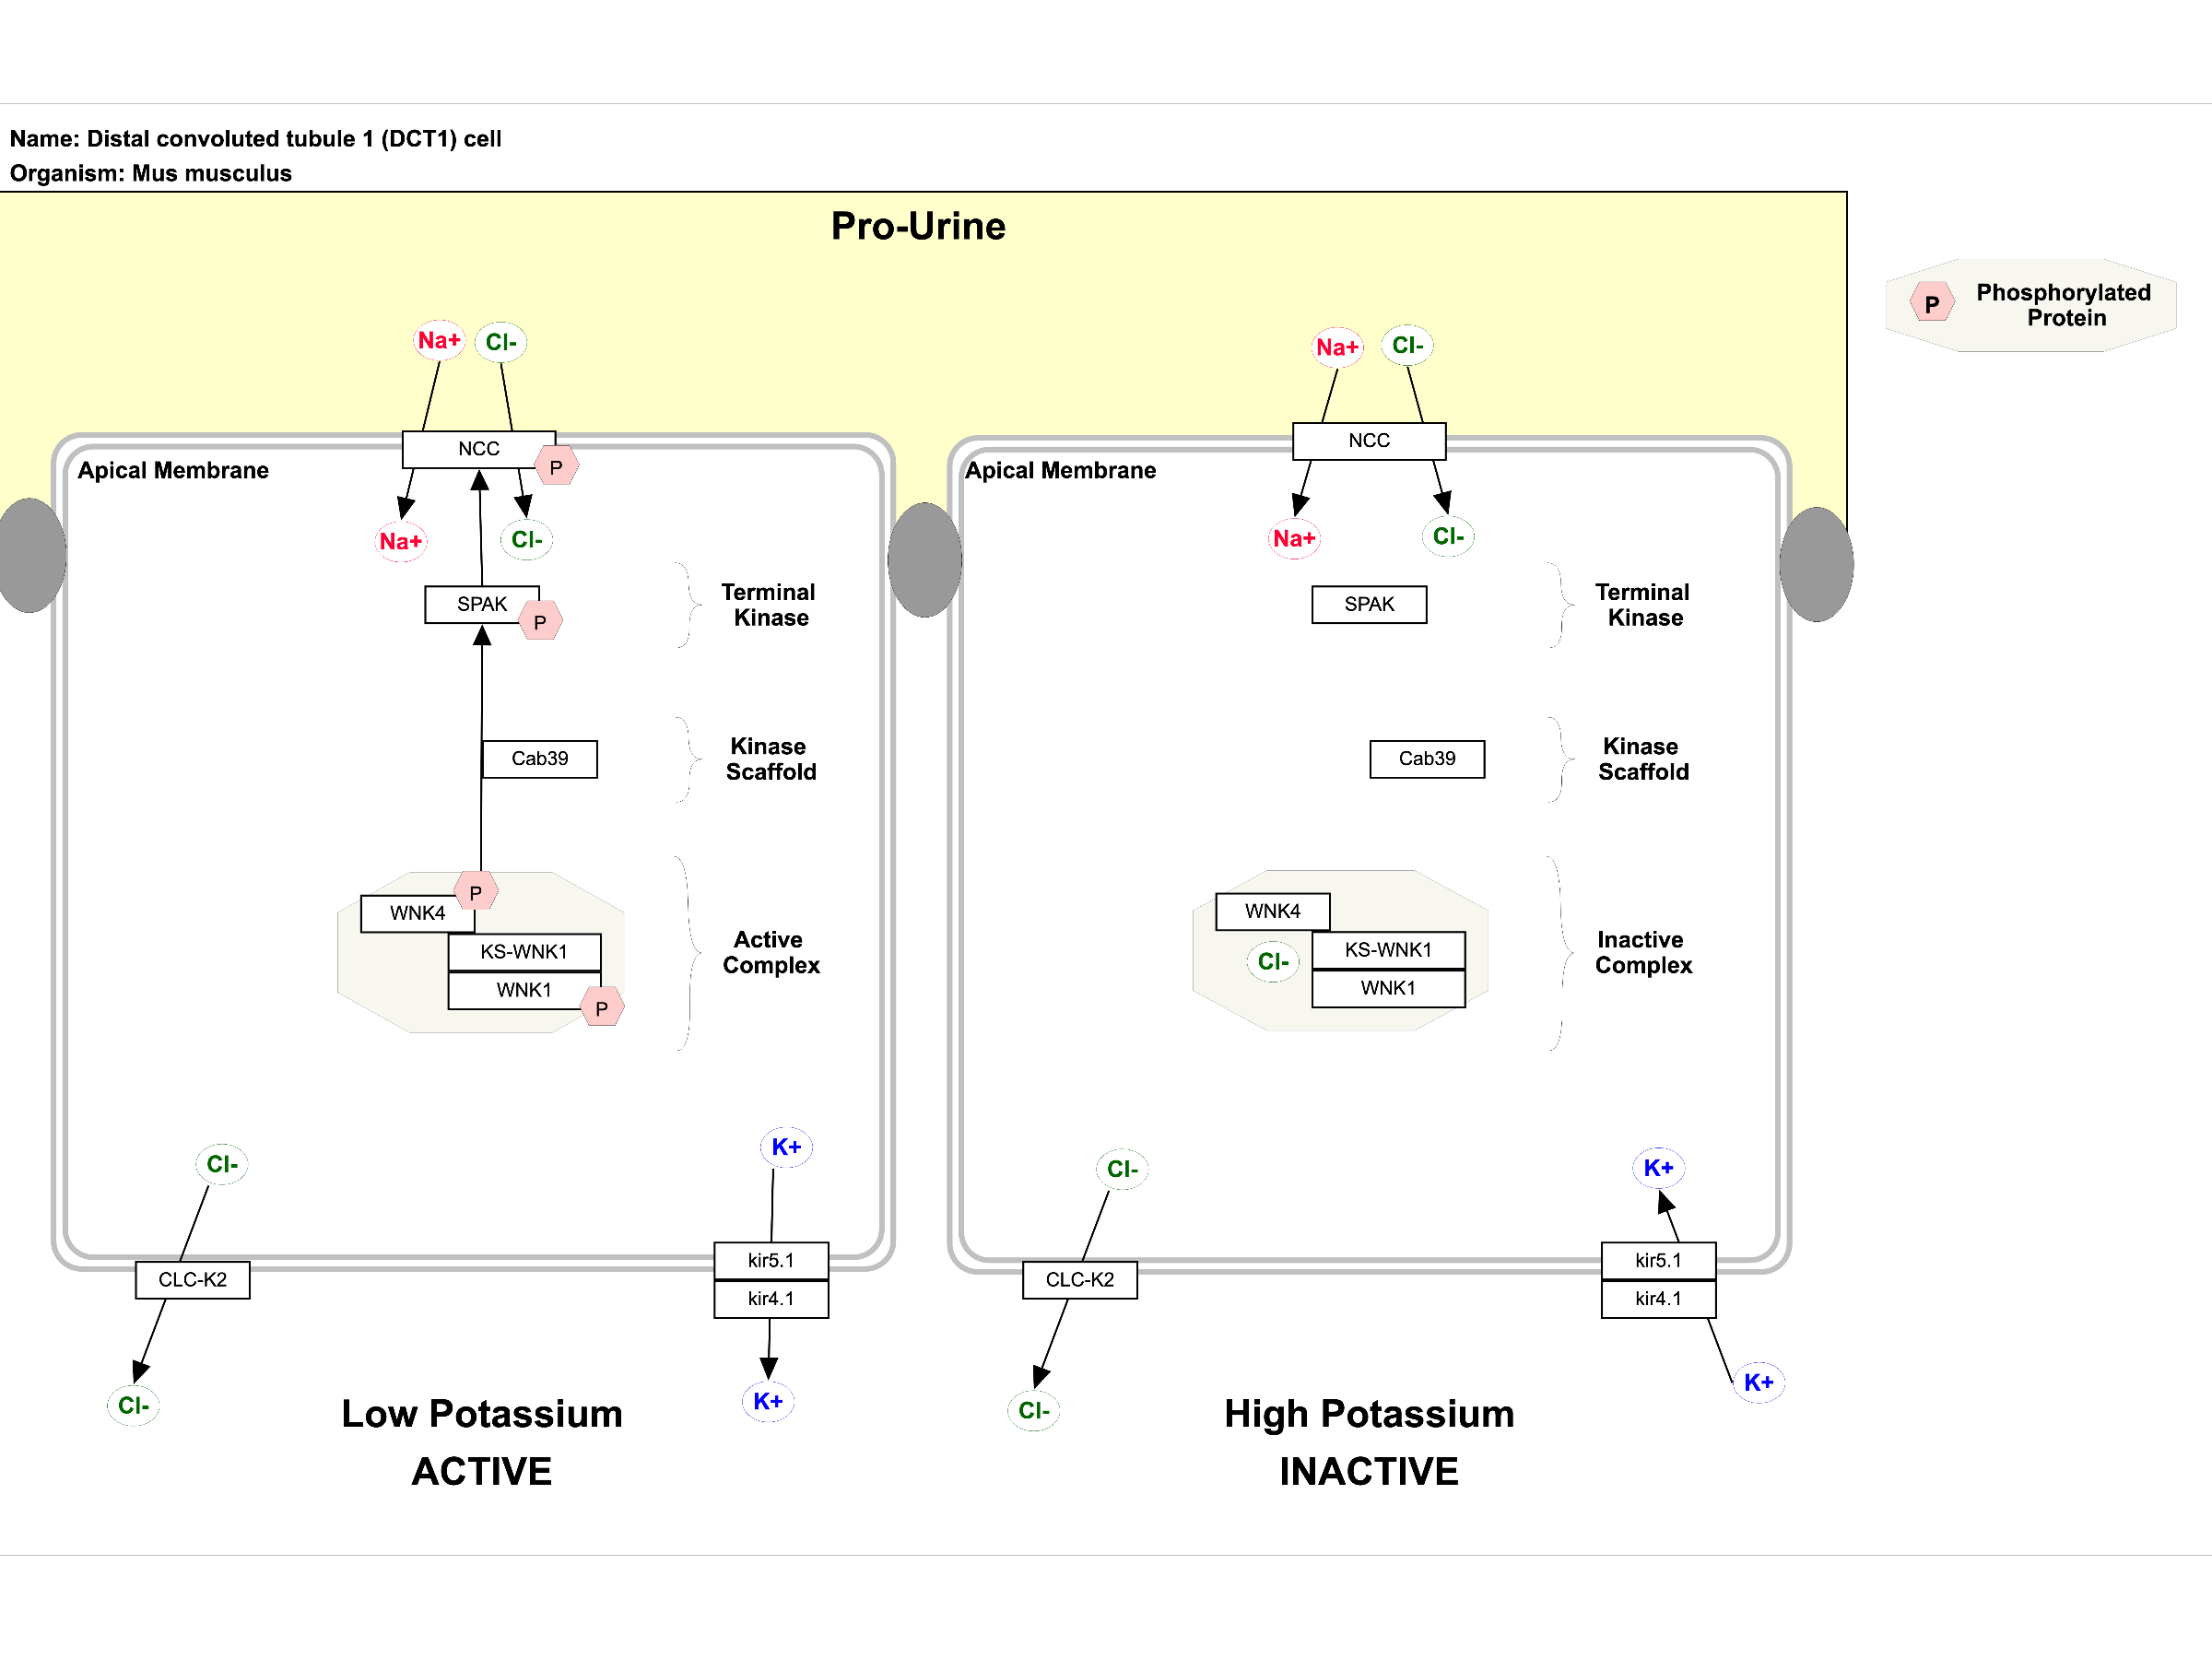 Name: Distal convoluted tubule 1 (DCT1) cell
Organism: Mus musculus
Pro-Urine
P
Phosphorylated
Protein
Na+
Cl-
NCC
P
Apical Membrane
Na+
Cl-
SPAK
P
Terminal
Kinase
Cab39
Kinase
Scaffold
P
WNK4
KS-WNK1
WNK1
P
Active
Complex
Cl-
K+
CLC-K2
kir5.1
kir4.1
Cl-
K+
Low Potassium
ACTIVE
Na+
Cl-
NCC
Apical Membrane
Na+
Cl-
SPAK
Terminal
Kinase
Cab39
Kinase
Scaffold
WNK4
Cl-
KS-WNK1
WNK1
Inactive
Complex
Cl-
K+
CLC-K2
kir5.1
kir4.1
Cl-
K+
High Potassium
INACTIVE